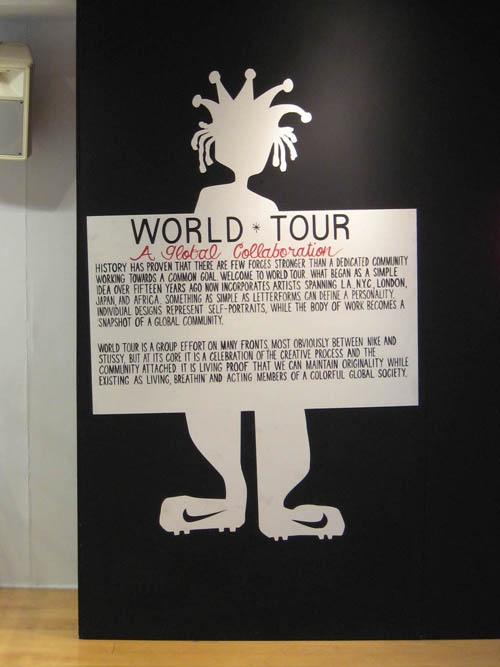 WORLD * TOUR
A Global Collaboration
HISTORY HAS PROVEN THAT THERE ARE FEW FORCES STRONGER THAN A DEDICATED COMMUNITY
WORKING TOWARDS A COMMON GOAL. WELCOME TO WORLD TOUR. WHAT BEGAN AS A SIMPLE
IDEA OVER FIFTEEN YEARS AGO NOW INCORPORATES ARTISTS SPANNING L.A., N.Y.C., LONDON,
JAPAN, AND AFRICA. SOMETHING AS SIMPLE AS LETTERFORMS CAN DEFINE A PERSONALITY.
INDIVIDUAL DESIGNS REPRESENT SELF-PORTRAITS, WHILE THE BODY OF WORK BECOMES A
SNAPSHOT OF A GLOBAL COMMUNITY.
WORLD TOUR IS A GROUP EFFORT ON MANY FRONTS MOST OBVIOUSLY BETWEEN NIKE AND
STUSSY, BUT AT ITS CORE IT IS A CELEBRATION OF THE CREATIVE PROCESS AND THE
COMMUNITY ATTACHED. IT IS LIVING PROOF THAT WE CAN MAINTAIN ORIGINALITY WHILE
EXISTING AS LIVING, BREATHIN' AND ACTING MEMBERS OF A COLORFUL GLOBAL SOCIETY.